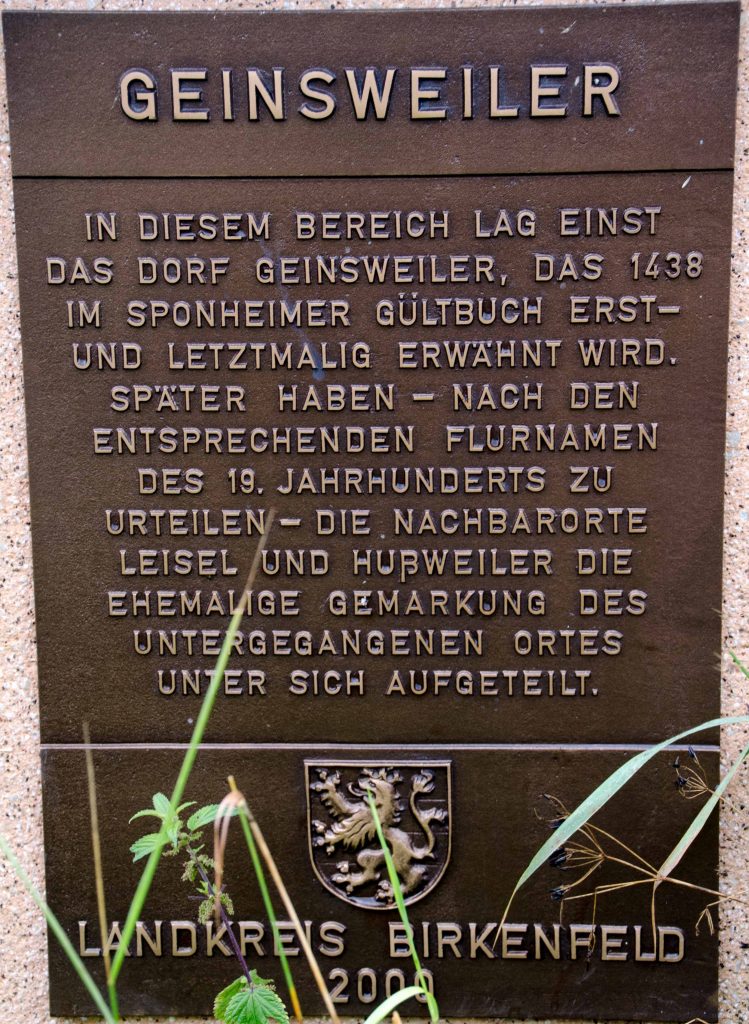 GEINSWEILER
IN DIESEM BEREICH LAG EINST
DAS DORF GEINSWEILER, DAS 1438
IM SPONHEIMER GÜLTBUCH ERST-
UND LETZTMALIG ERWÄHNT WIRD.
SPÄTER HABEN – NACH DEN
ENTSPRECHENDEN FLURNAMEN
DES 19. JAHRHUNDERTS ZU
URTEILEN – DIE NACHBARORTE
LEISEL UND HUßWEILER DIE
EHEMALIGE GEMARKUNG DES
UNTERGEGANGENEN ORTES
UNTER SICH AUFGETEILT.
LANDKREIS BIRKENFELD
2000